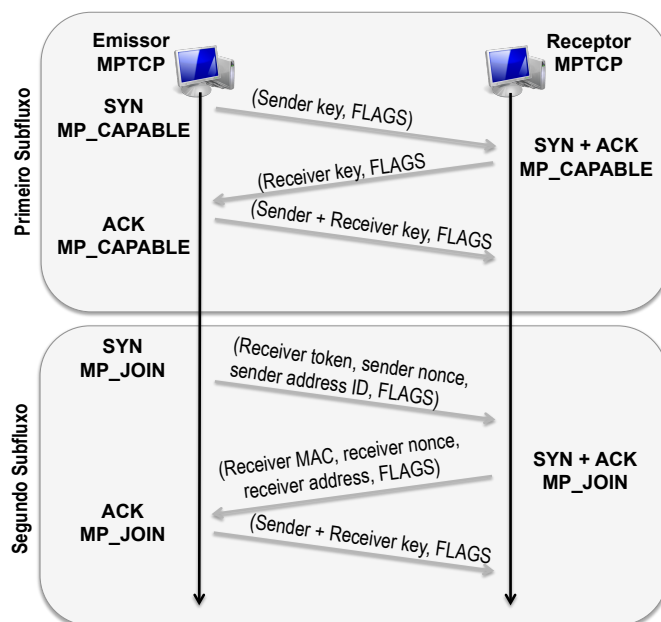 Emissor
MPTCP
Receptor
MPTCP
Primeiro Subfluxo
SYN
MP_CAPABLE
(Sender key, FLAGS)
SYN + ACK
MP_CAPABLE
(Receiver key, FLAGS
ACK
MP_CAPABLE
(Sender + Receiver key, FLAGS
Segundo Subfluxo
SYN
MP_JOIN
(Receiver token, sender nonce,
sender address ID, FLAGS)
SYN + ACK
MP_JOIN
(Receiver MAC, receiver nonce,
receiver address, FLAGS)
ACK
MP_JOIN
(Sender + Receiver key, FLAGS